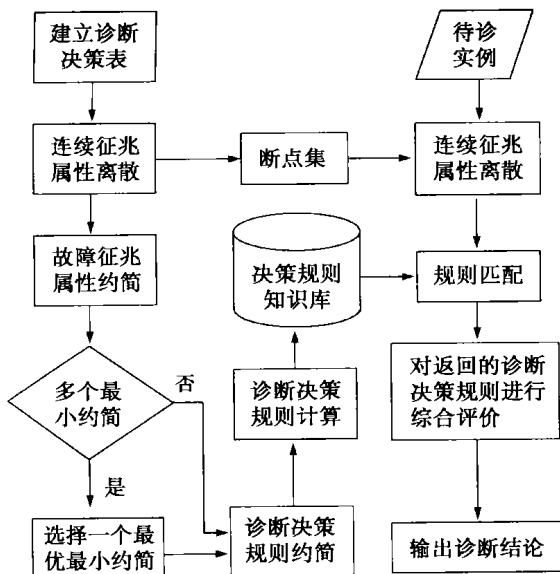 建立诊断
决策表
待诊
实例
连续征兆
属性离散
断点集
连续征兆
属性离散
故障征兆
属性约简
决策规则
知识库
规则匹配
多个最
小约简
否
诊断决策
规则计算
对返回的诊断
决策规则进行
综合评价
是
选择一个最
优最小约简
诊断决策
规则约简
输出诊断结论